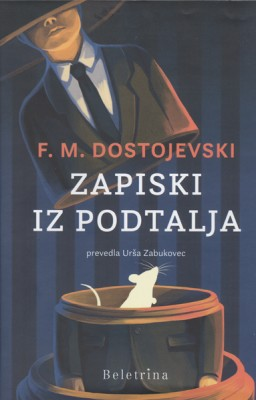 F. M. DOSTOJEVSKI
ZAPISKI
IZ PODTALJA
prevedla Urša Zabukovec
Beletrina